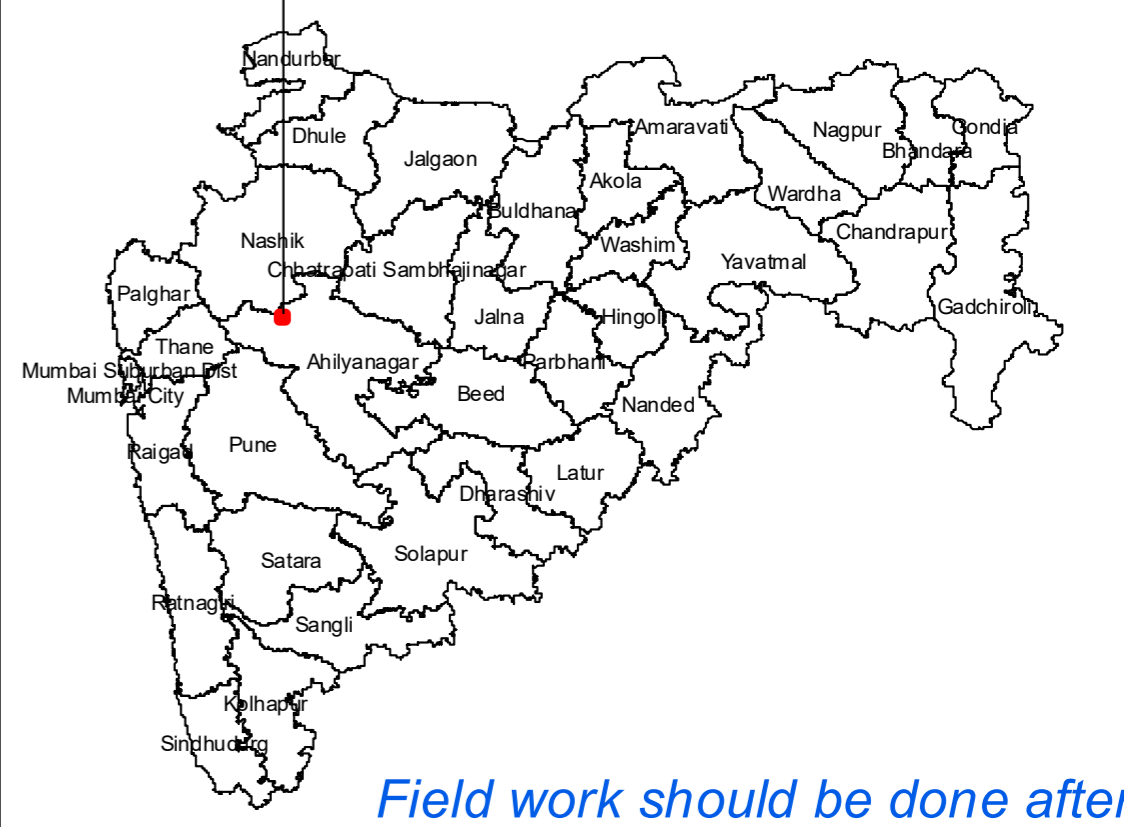 Nandurbar
Dhule
Jalgaon
Amaravati
Nagpur
Gondia
Bhandara
Akola
Wardha
Buldhana
Nashik
Washim
Chandrapur
Chhatrapati Sambhajinagar
Yavatmal
Palghar
Gadchiroli
Jalna
Hingoli
Thane
Ahilyanagar
Parbhani
Mumbai Suburban Dist
Mumbai City
Beed
Nanded
Raigad
Pune
Latur
Dharashiv
Satara
Solapur
Ratnagiri
Sangli
Kolhapur
Sindhudurg
Field work should be done after